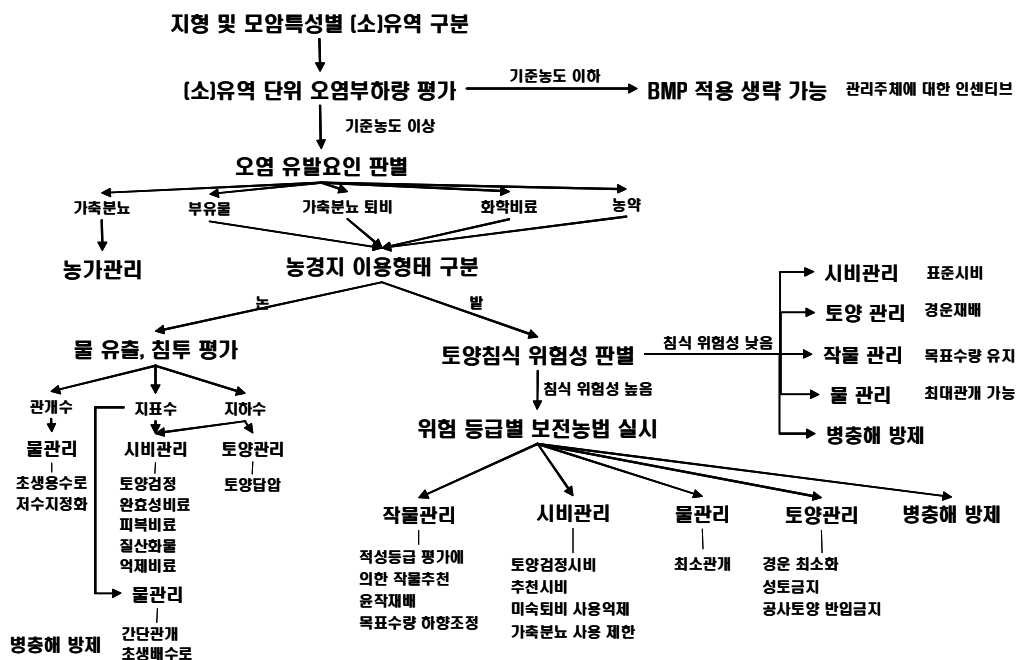 지형 및 모암특성별 (소)유역 구분
(소)유역 단위 오염부하량 평가
기준농도 이하
BMP 적용 생략 가능
관리주체에 대한 인센티브
기준농도 이상
오염 유발요인 판별
가축분뇨
부유물
가축분뇨 퇴비
화학비료
농약
농가관리
농경지 이용형태 구분
논
밭
물 유출, 침투 평가
토양침식 위험성 판별
침식 위험성 낮음
시비관리
표준시비
토양 관리
경운재배
작물 관리
목표수량 유지
물 관리
최대관개 가능
병충해 방제
침식 위험성 높음
위험 등급별 보전농법 실시
관개수
지표수
지하수
물관리
초생용수로
저수지정화
시비관리
토양검정
완효성비료
피복비료
질산화물
억제비료
토양관리
토양답압
물관리
간단관개
초생배수로
병충해 방제
작물관리
적성등급 평가에
의한 작물추천
윤작재배
목표수량 하향조정
시비관리
토양검정시비
추천시비
미숙퇴비 사용억제
가축분뇨 사용 제한
물관리
최소관개
토양관리
경운 최소화
성토금지
공사토양 반입금지
병충해 방제